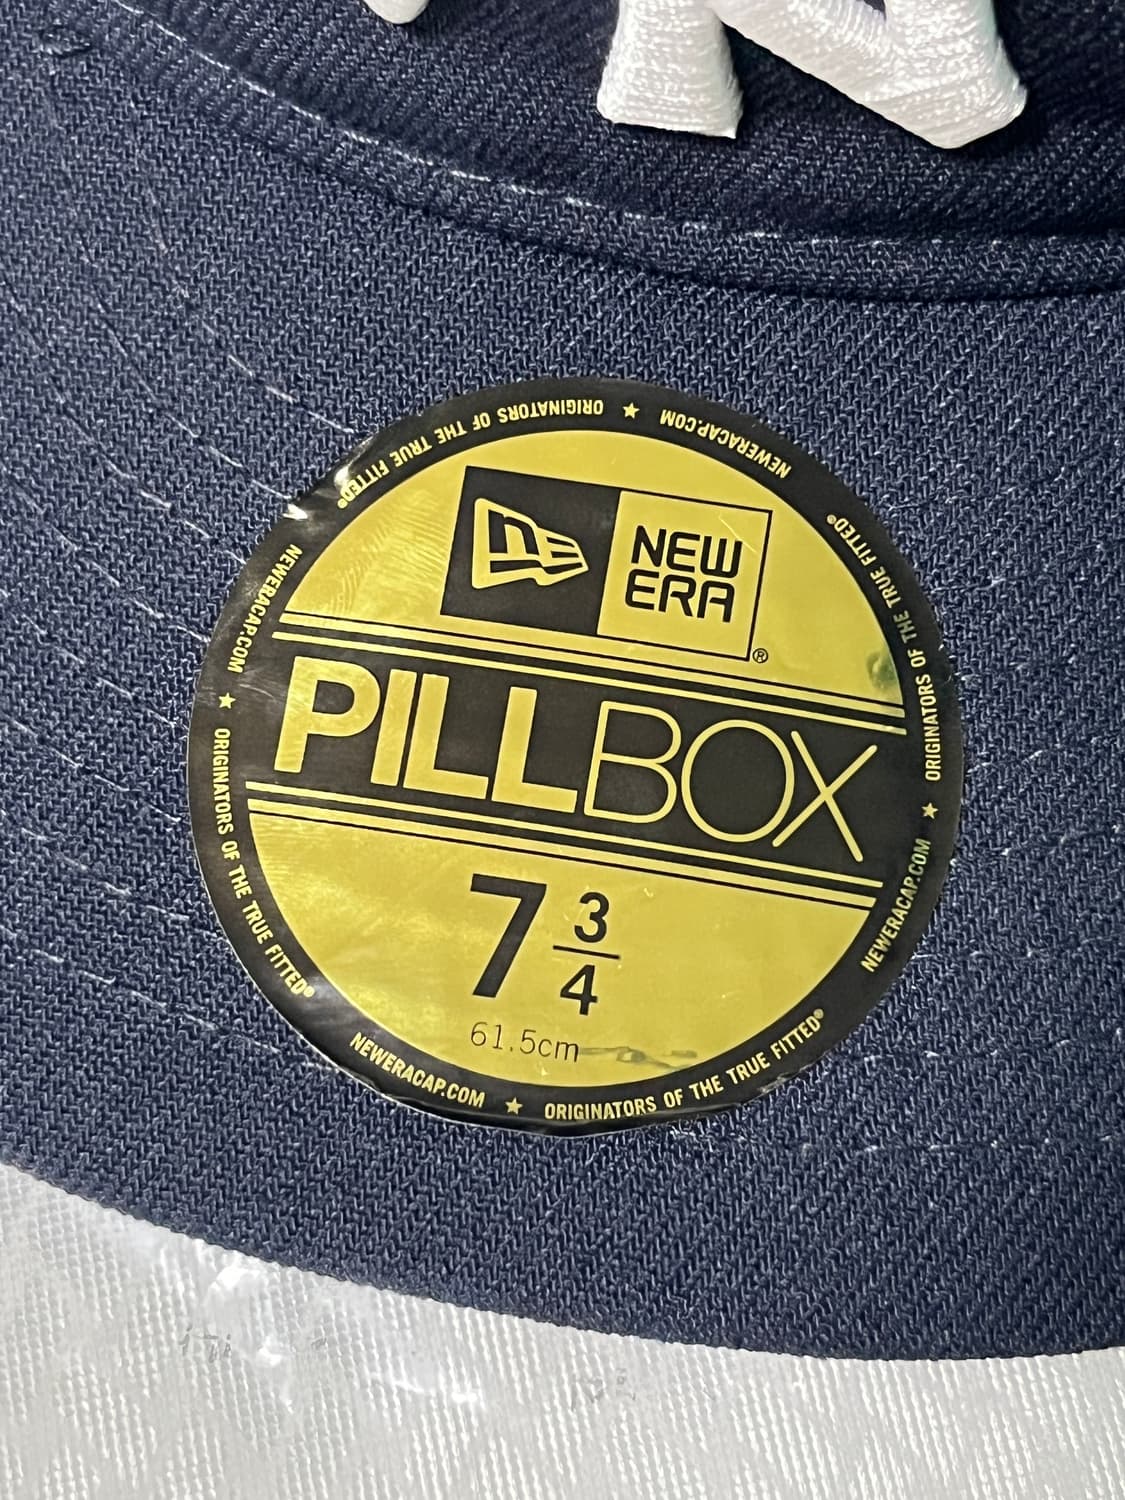 NEW
ERA
®
PILLBOX
7 3/4
61.5cm
NEWERACAP.COM ★ ORIGINATORS OF THE TRUE FITTED®
NEWERACAP.COM ★ ORIGINATORS OF THE TRUE FITTED®
NEWERACAP.COM ★ ORIGINATORS OF THE TRUE FITTED®
NEWERACAP.COM ★ ORIGINATORS OF THE TRUE FITTED®